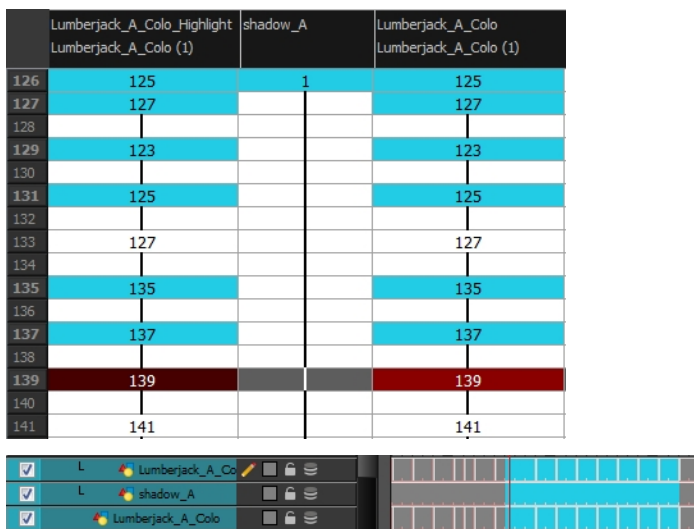 Lumberjack_A_Colo_Highlight shadow_A Lumberjack_A_Colo
Lumberjack_A_Colo (1) Lumberjack_A_Colo (1)
126 125 1 125
127 127 127
128
129 123 123
130
131 125 125
132
133 127 127
134
135 135 135
136
137 137 137
138
139 139 139
140
141 141 141
Lumberjack_A_Co
shadow_A
Lumberjack_A_Colo